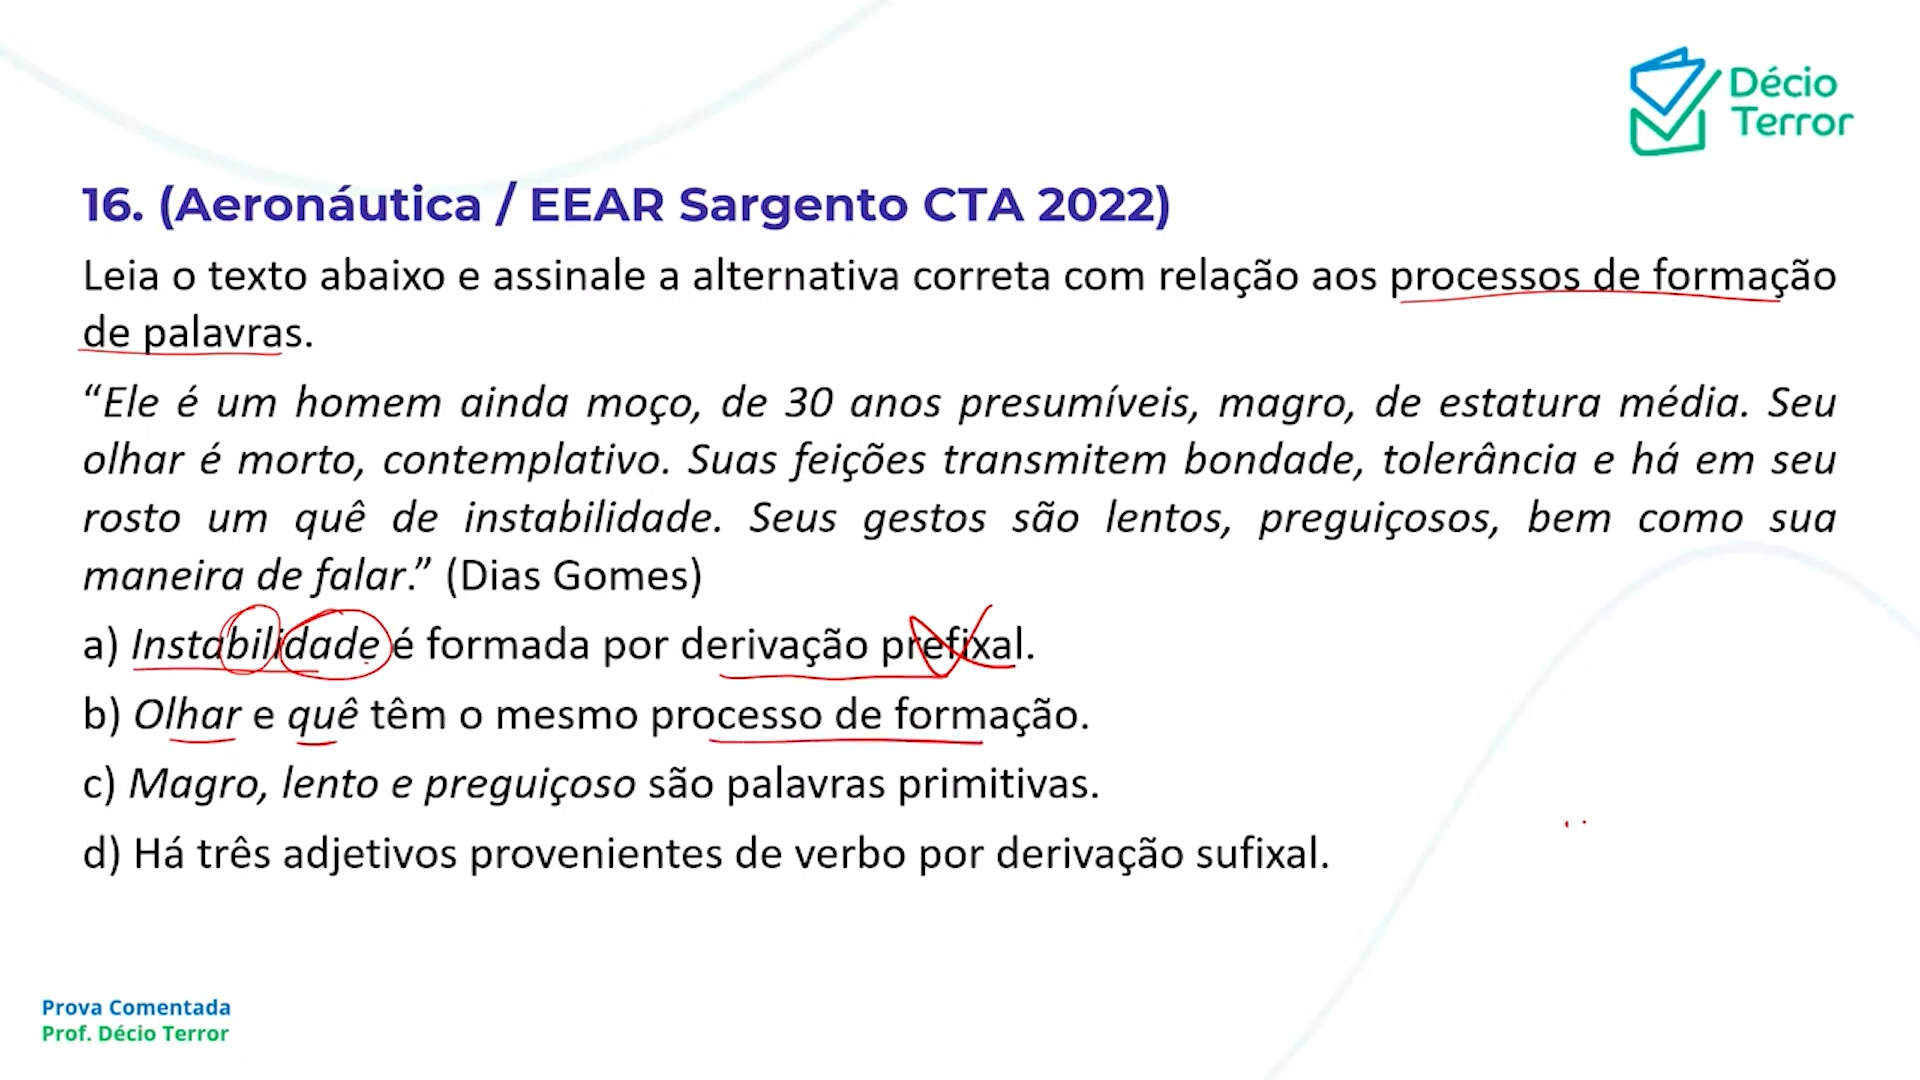 Décio
Terror
16. (Aeronáutica / EEAR Sargento CTA 2022)
Leia o texto abaixo e assinale a alternativa correta com relação aos processos de formação
de palavras.
“Ele é um homem ainda moço, de 30 anos presumíveis, magro, de estatura média. Seu
olhar é morto, contemplativo. Suas feições transmitem bondade, tolerância e há em seu
rosto um quê de instabilidade. Seus gestos são lentos, preguiçosos, bem como sua
maneira de falar.” (Dias Gomes)
a) Instabilidade é formada por derivação prefixal.
b) Olhar e quê têm o mesmo processo de formação.
c) Magro, lento e preguiçoso são palavras primitivas.
d) Há três adjetivos provenientes de verbo por derivação sufixal.
Prova Comentada
Prof. Décio Terror